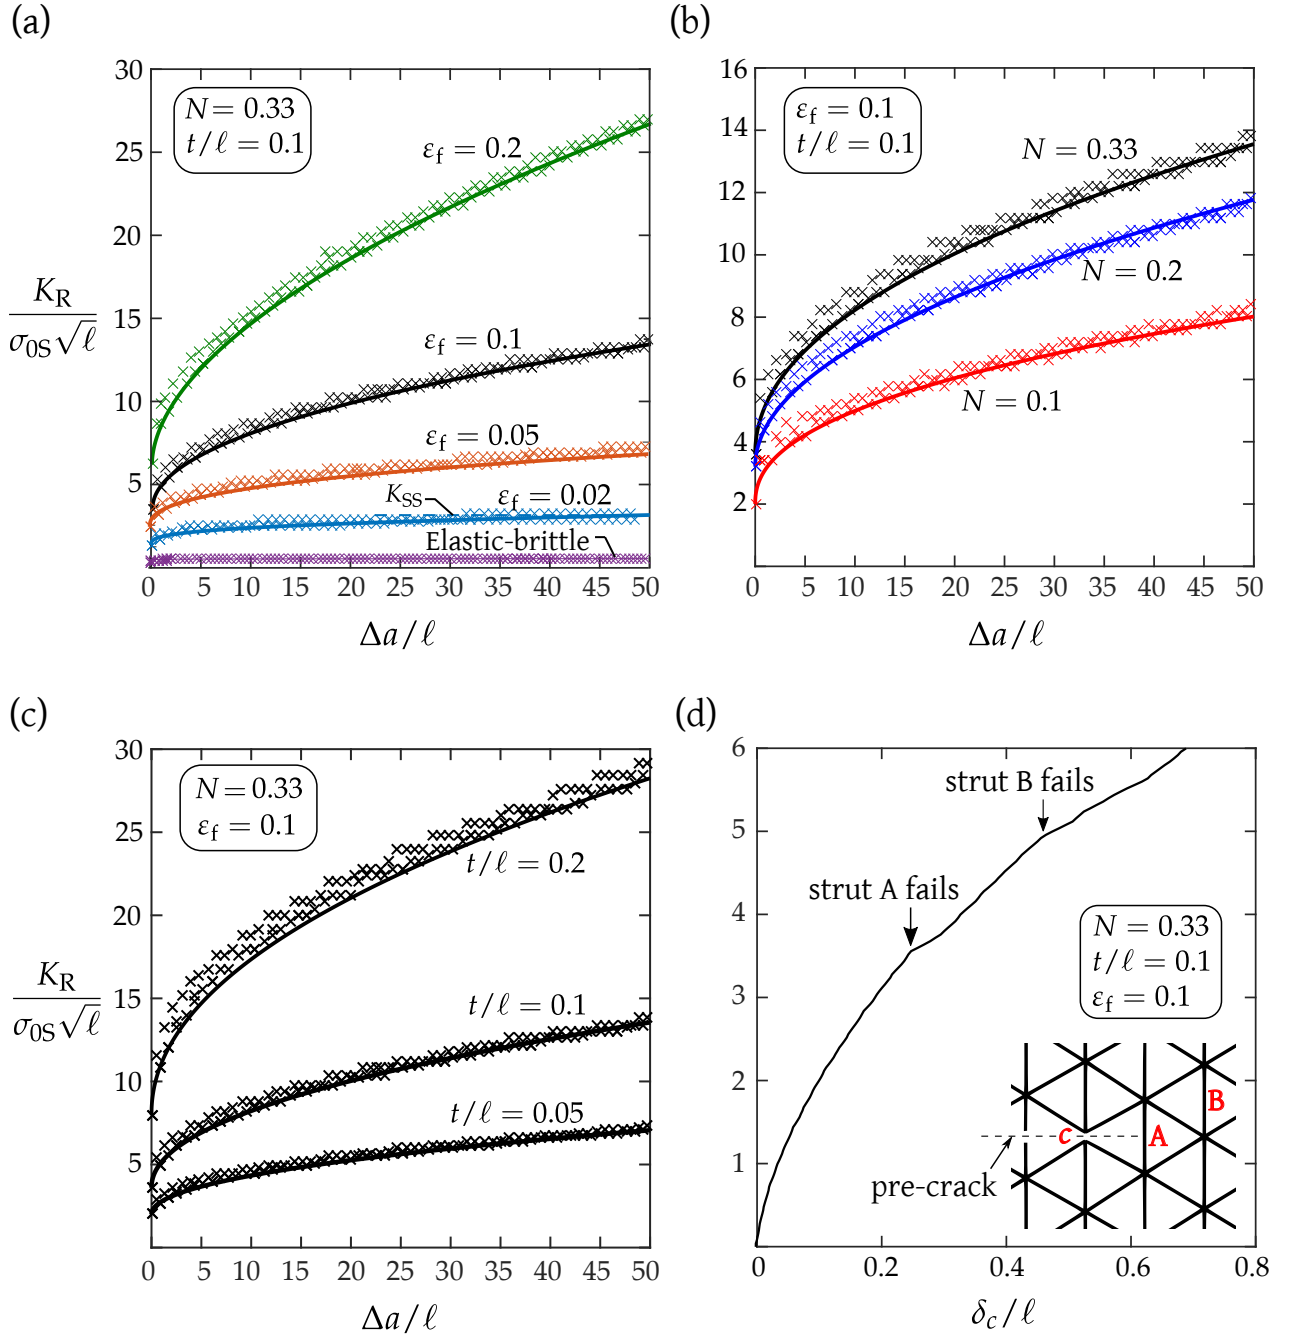 (a)
30
25
20
15
10
5
0 5 10 15 20 25 30 35 40 45 50
N = 0.33
t/ℓ = 0.1
ε_f = 0.2
ε_f = 0.1
ε_f = 0.05
K_SS
ε_f = 0.02
Elastic-brittle
K_R
σ_0S √ℓ
Δa/ℓ
(b)
16
14
12
10
8
6
4
2
0 5 10 15 20 25 30 35 40 45 50
ε_f = 0.1
t/ℓ = 0.1
N = 0.33
N = 0.2
N = 0.1
Δa/ℓ
(c)
30
25
20
15
10
5
0 5 10 15 20 25 30 35 40 45 50
N = 0.33
ε_f = 0.1
t/ℓ = 0.2
t/ℓ = 0.1
t/ℓ = 0.05
K_R
σ_0S √ℓ
Δa/ℓ
(d)
6
5
4
3
2
1
0 0.2 0.4 0.6 0.8
strut B fails
strut A fails
N = 0.33
t/ℓ = 0.1
ε_f = 0.1
B
c A
pre-crack
δ_c/ℓ